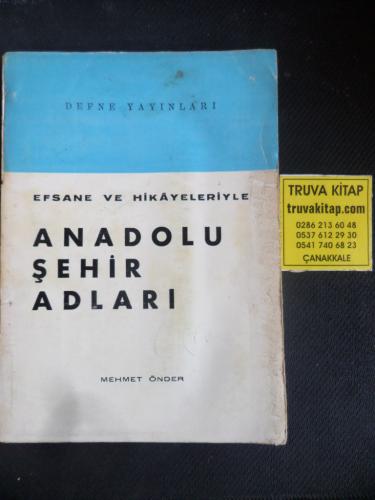 DEFNE YAYINLARI
EFSANE VE HİKÂYELERİYLE
ANADOLU
ŞEHİR
ADLARI
MEHMET ÖNDER
TRUVA KİTAP
truvakitap.com
0286 213 60 48
0537 612 29 30
0541 740 68 23
ÇANAKKALE